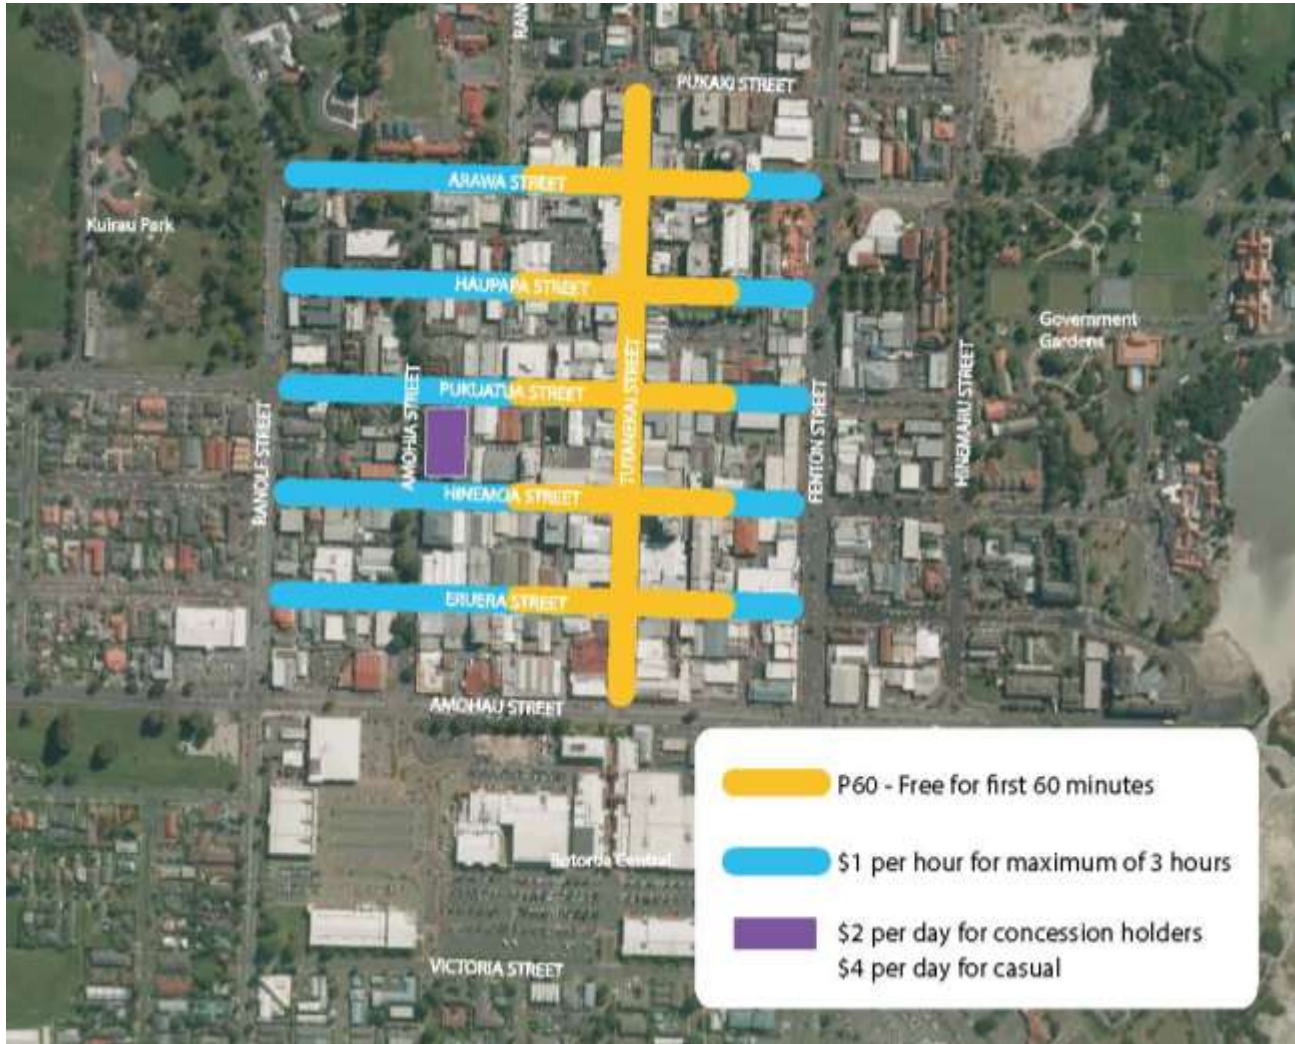 RAN
PUKAKI STREET
ARAWA STREET
Kuirau Park
HAUPAPA STREET
Government
Gardens
PUKUATUA STREET
TUTANEKAI STREET
AMOHIA STREET
HINEMARU STREET
FENTON STREET
RANOLF STREET
HINEMOA STREET
ERUERA STREET
AMOHAU STREET
P60 - Free for first 60 minutes
$1 per hour for maximum of 3 hours
Rotorua Central
$2 per day for concession holders
$4 per day for casual
VICTORIA STREET